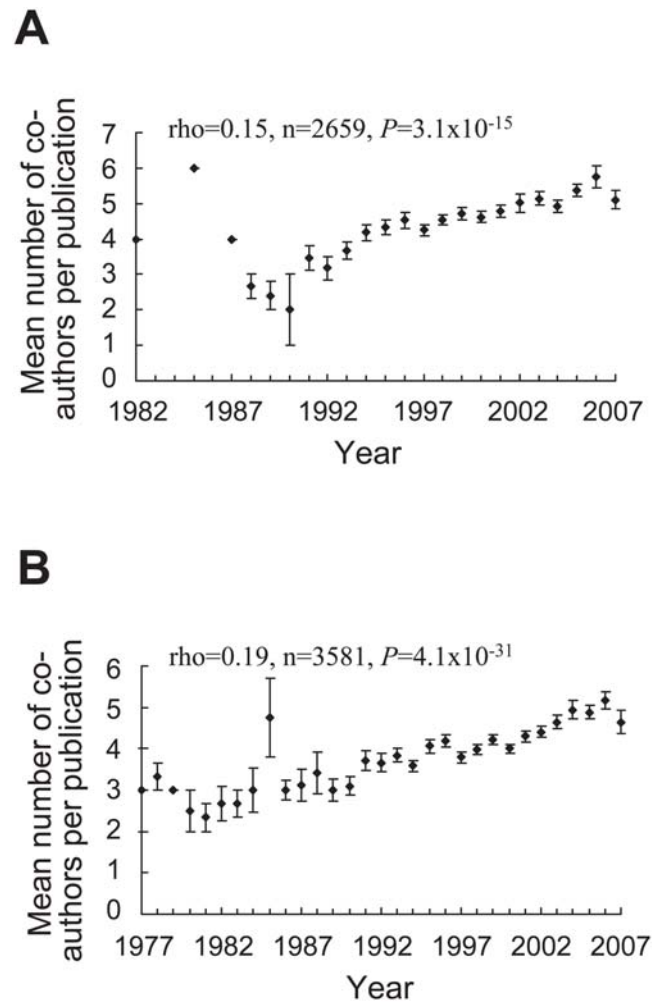 A
rho=0.15, n=2659, P=3.1x10⁻¹⁵
Mean number of co-
authors per publication
7
6
5
4
3
2
1
0
1982 1987 1992 1997 2002 2007
Year
B
rho=0.19, n=3581, P=4.1x10⁻³¹
Mean number of co-
authors per publication
6
5
4
3
2
1
0
1977 1982 1987 1992 1997 2002 2007
Year